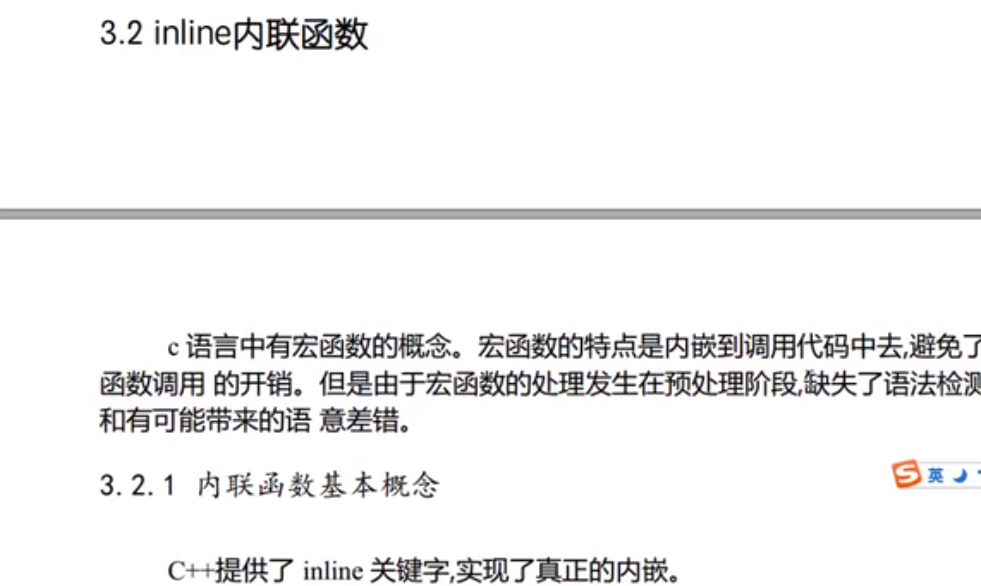 3.2 inline内联函数
c 语言中有宏函数的概念。宏函数的特点是内嵌到调用代码中去,避免了
函数调用 的开销。但是由于宏函数的处理发生在预处理阶段,缺失了语法检测
和有可能带来的语 意差错。
3.2.1 内联函数基本概念
英
C++提供了 inline 关键字,实现了真正的内嵌。